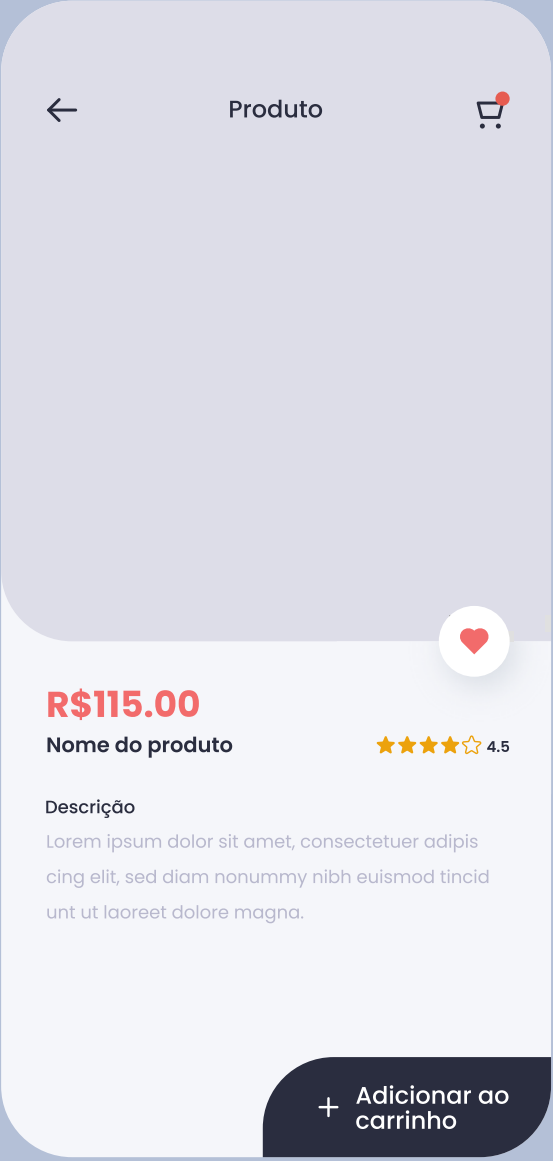 Produto
R$115.00
Nome do produto
4.5
Descrição
Lorem ipsum dolor sit amet, consectetuer adipis
cing elit, sed diam nonummy nibh euismod tincid
unt ut laoreet dolore magna.
+ Adicionar ao
carrinho